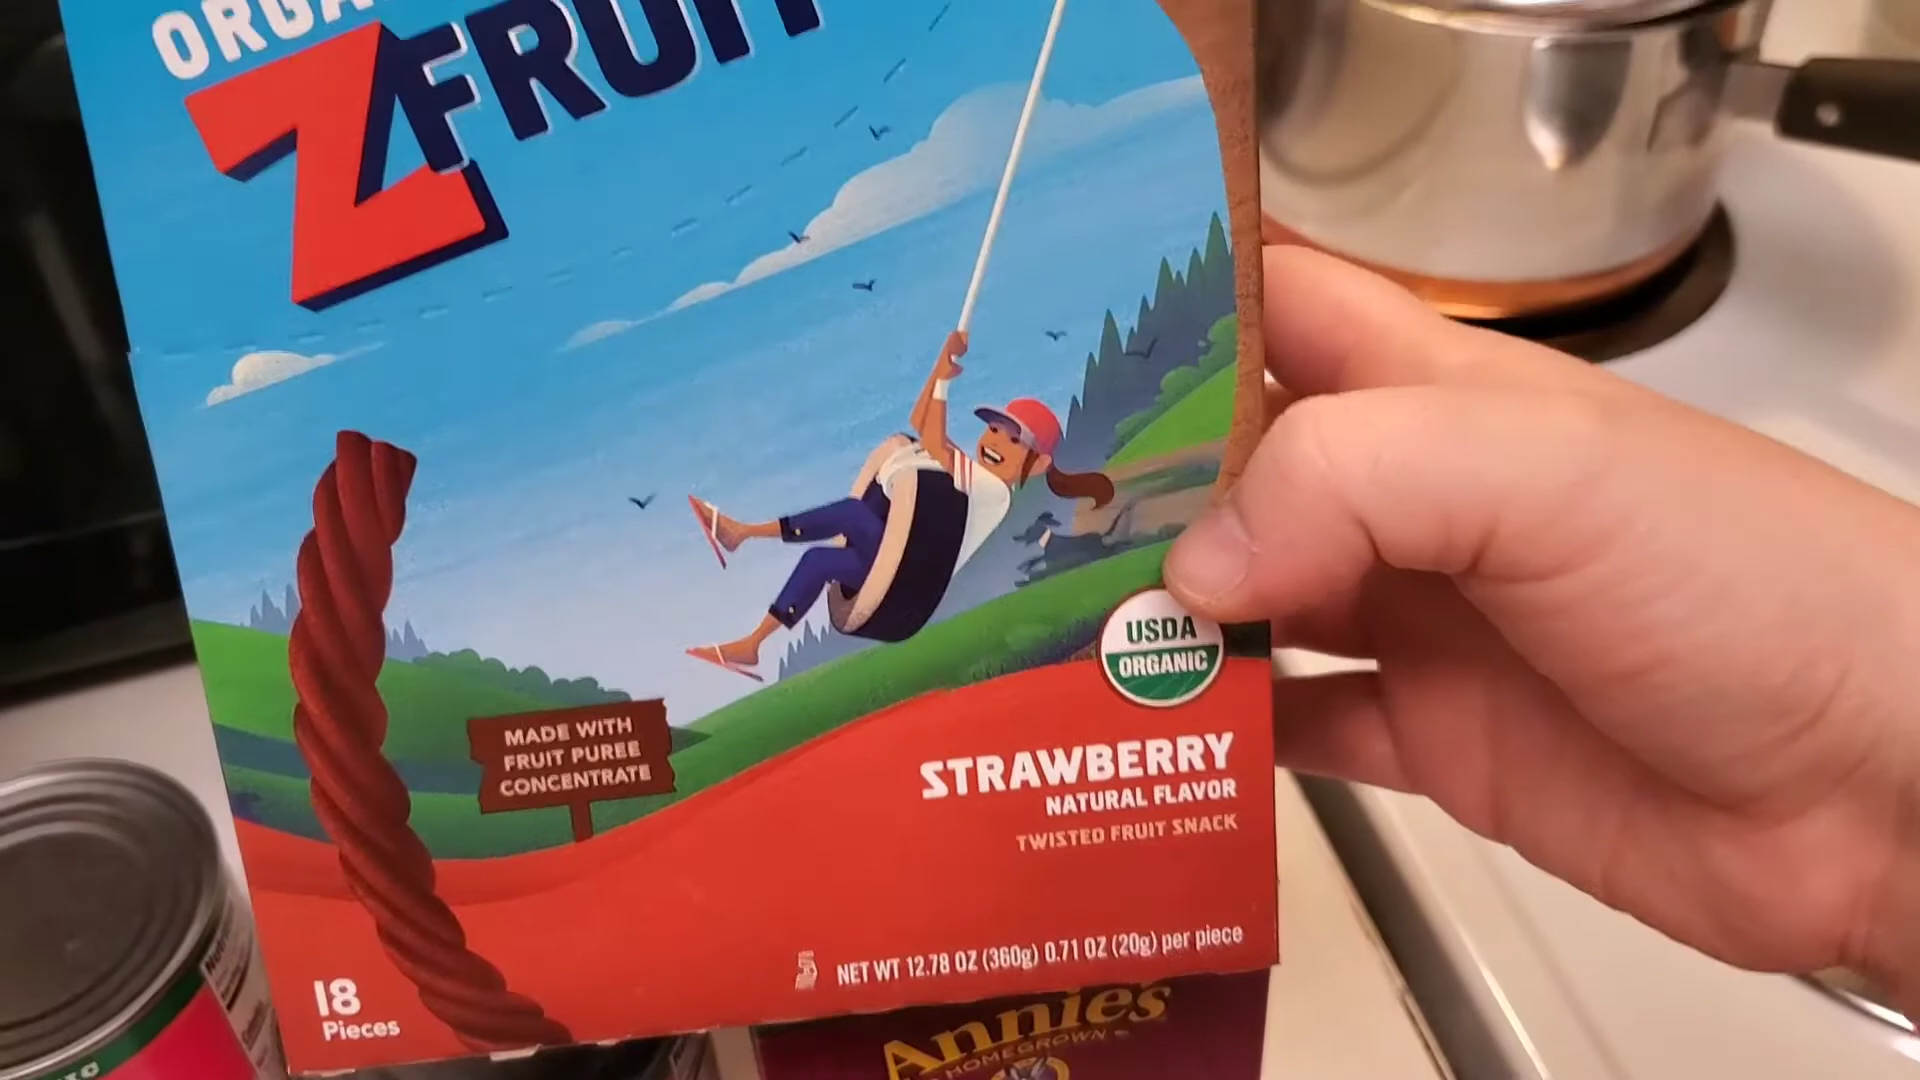 ZFRUIT
MADE WITH
FRUIT PUREE
CONCENTRATE
USDA
ORGANIC
STRAWBERRY
NATURAL FLAVOR
TWISTED FRUIT SNACK
18
Pieces
NET WT 12.78 OZ (360g) 0.71 OZ (20g) per piece
Annie's
HOMEGROWN